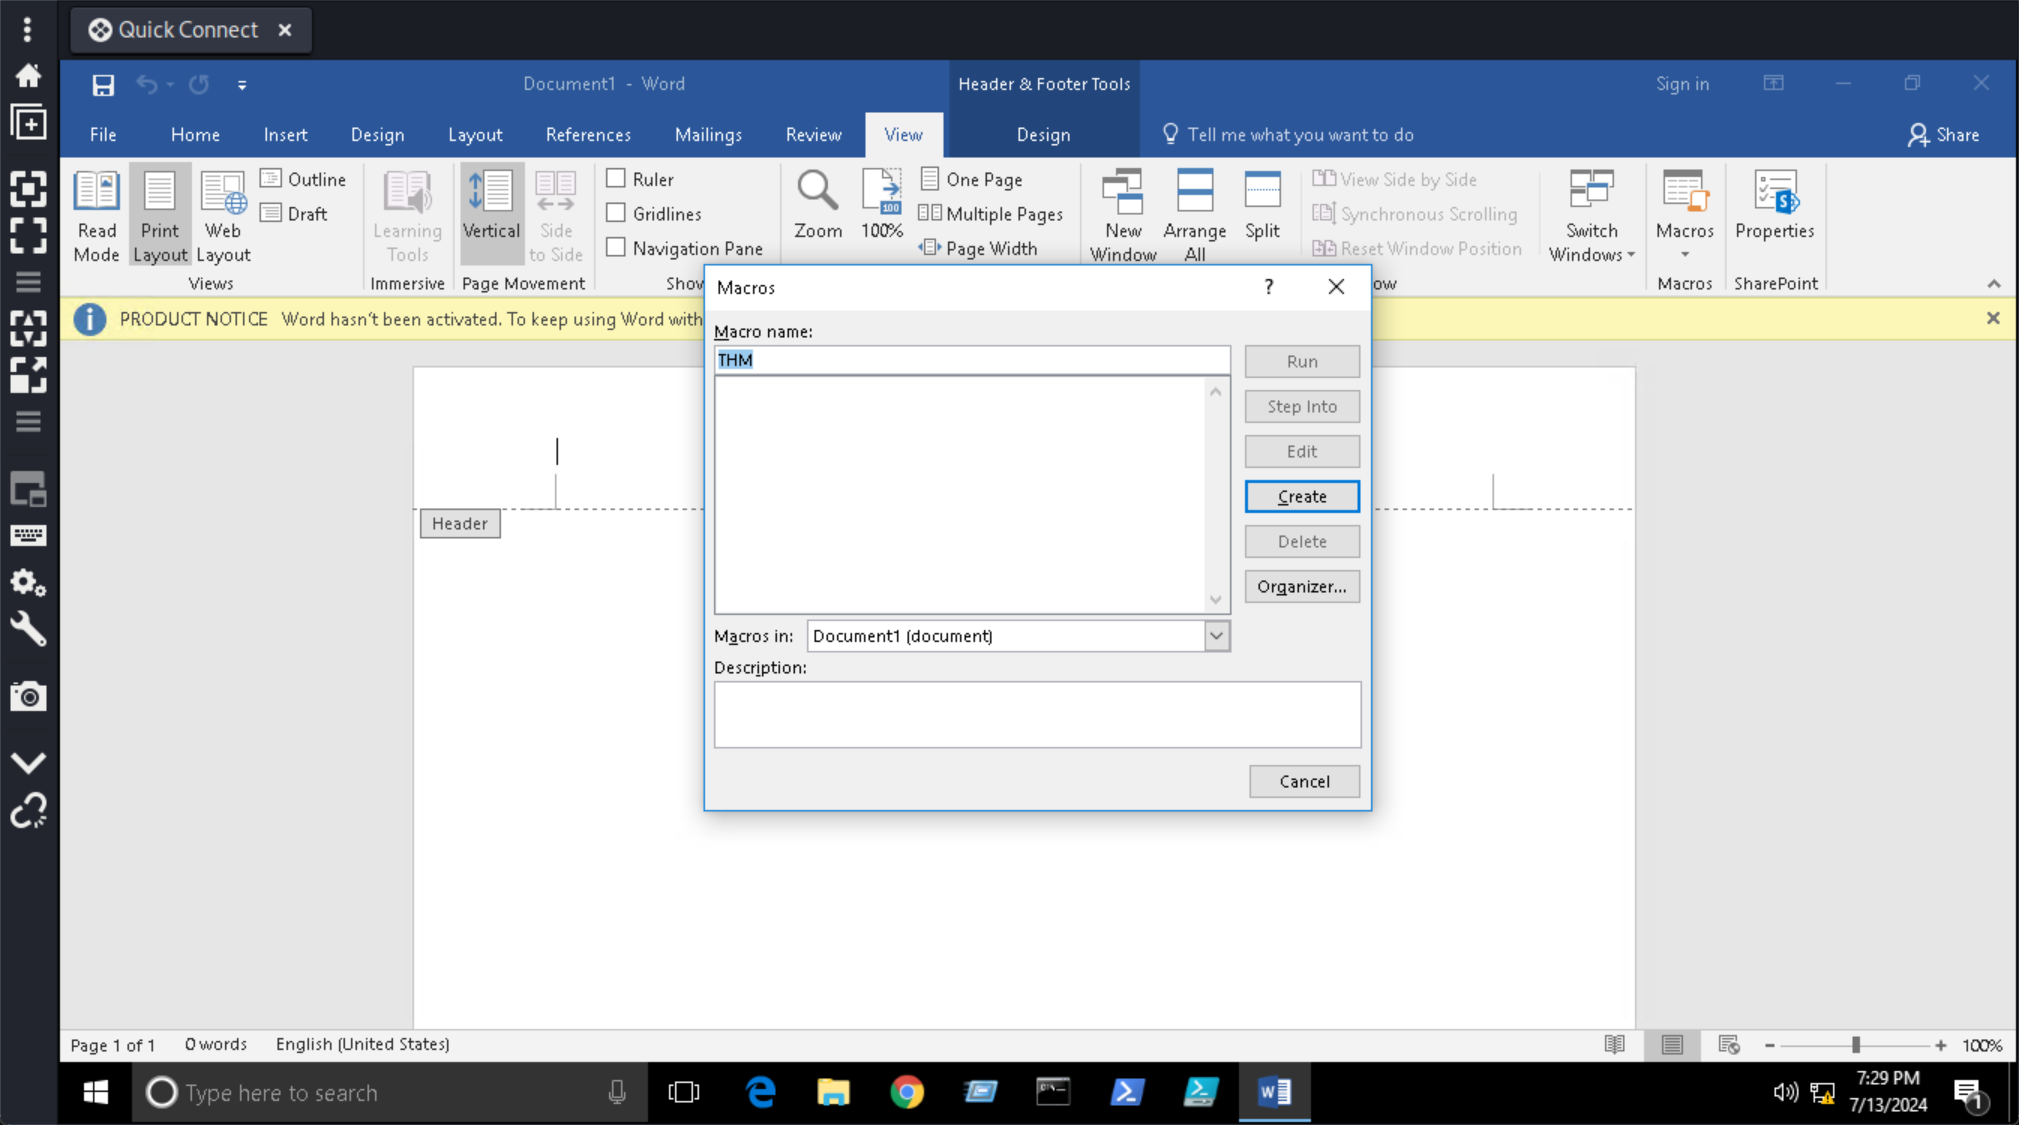 Quick Connect
Document1 - Word
Header & Footer Tools
Sign in
File Home Insert Design Layout References Mailings Review View Design Tell me what you want to do Share
Read Mode
Print Layout
Web Layout
Outline
Draft
Views
Learning Tools
Immersive
Vertical
Side to Side
Page Movement
Ruler
Gridlines
Navigation Pane
Show
Zoom
100
100%
One Page
Multiple Pages
Page Width
New Window
Arrange All
Split
View Side by Side
Synchronous Scrolling
Reset Window Position
ow
Switch Windows
Macros
Macros
S
Properties
SharePoint
i PRODUCT NOTICE Word hasn't been activated. To keep using Word with
Macros ?
Macro name:
THM
Run
Step Into
Edit
Create
Delete
Organizer...
Macros in: Document1 (document)
Description:
Cancel
Header
Page 1 of 1 0 words English (United States) 100%
Type here to search
W
7:29 PM
7/13/2024
1